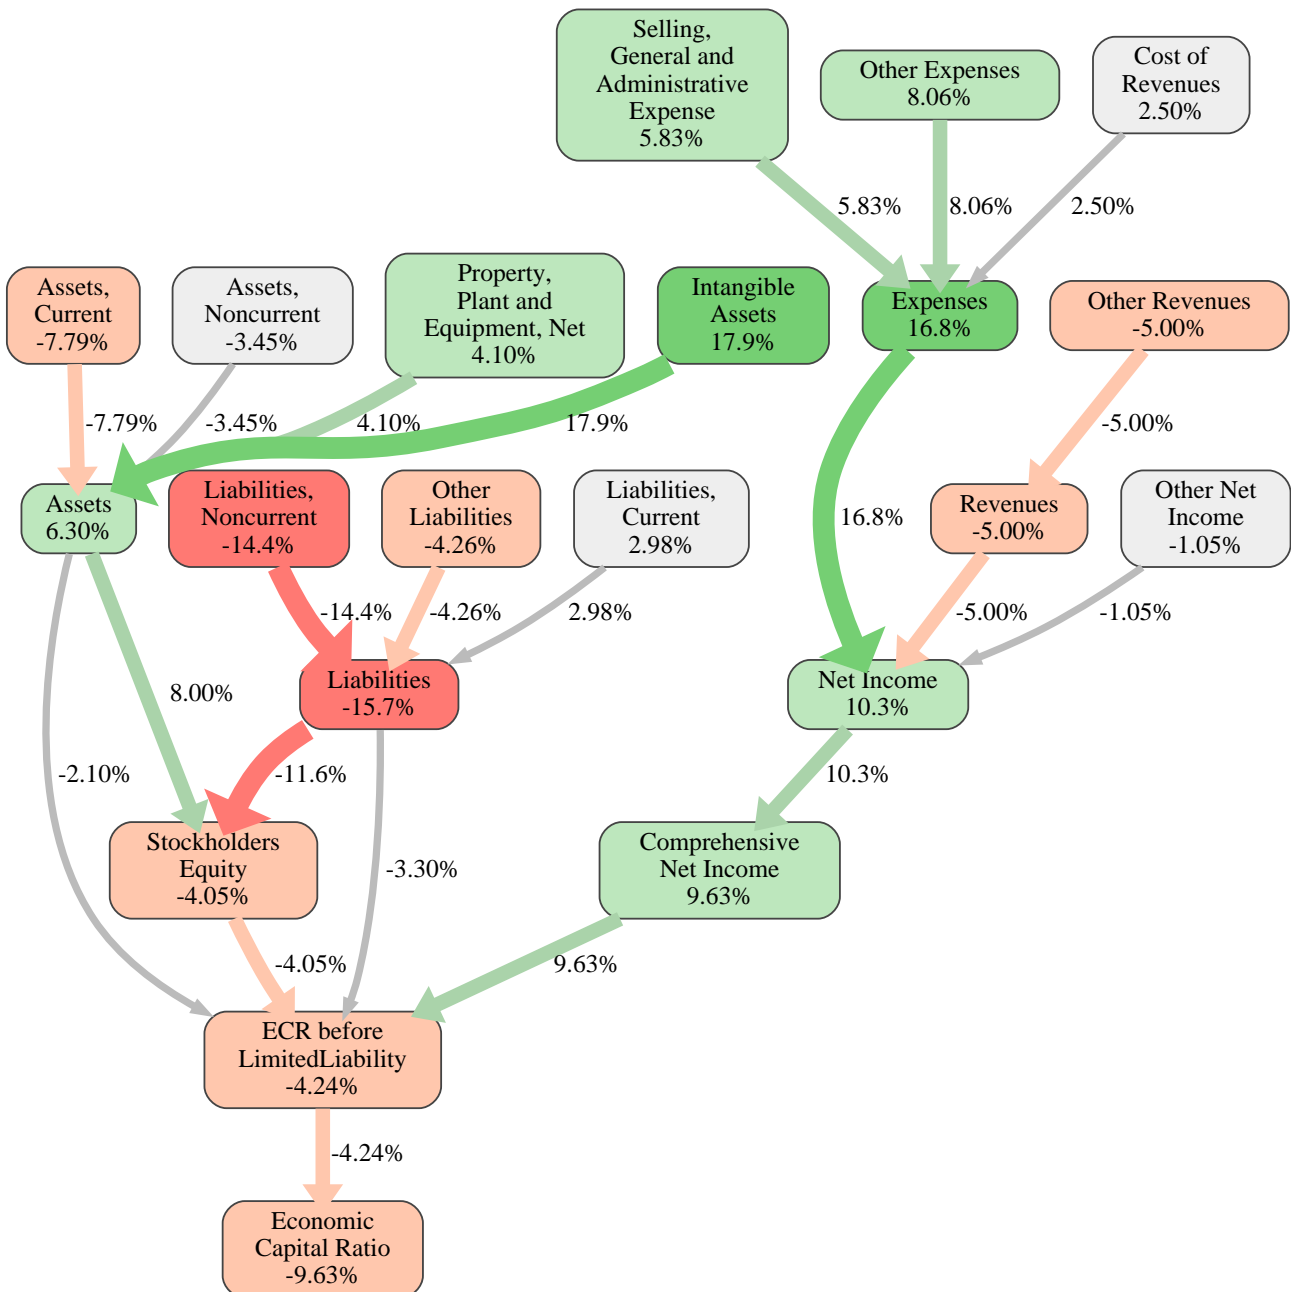 Selling,
General and
Administrative
Expense
5.83%
Other Expenses
8.06%
Cost of
Revenues
2.50%
5.83%
8.06%
2.50%
Assets,
Current
-7.79%
Assets,
Noncurrent
-3.45%
Property,
Plant and
Equipment, Net
4.10%
Intangible
Assets
17.9%
Expenses
16.8%
Other Revenues
-5.00%
-7.79%
-3.45%
4.10%
17.9%
-5.00%
Assets
6.30%
Liabilities,
Noncurrent
-14.4%
Other
Liabilities
-4.26%
Liabilities,
Current
2.98%
16.8%
Revenues
-5.00%
Other Net
Income
-1.05%
-14.4%
-4.26%
2.98%
-5.00%
-1.05%
8.00%
Liabilities
-15.7%
Net Income
10.3%
-2.10%
-11.6%
10.3%
Stockholders
Equity
-4.05%
-3.30%
Comprehensive
Net Income
9.63%
-4.05%
9.63%
ECR before
LimitedLiability
-4.24%
-4.24%
Economic
Capital Ratio
-9.63%